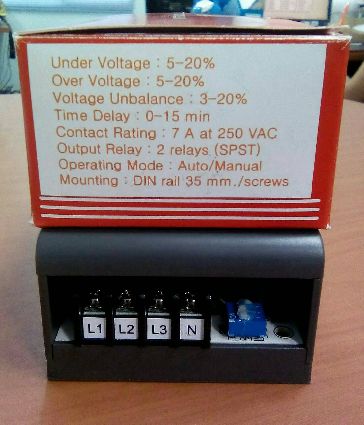 Under Voltage : 5-20%
Over Voltage : 5-20%
Voltage Unbalance : 3-20%
Time Delay : 0-15 min
Contact Rating : 7 A at 250 VAC
Output Relay : 2 relays (SPST)
Operating Mode : Auto/Manual
Mounting : DIN rail 35 mm./screws
L1 L2 L3 N